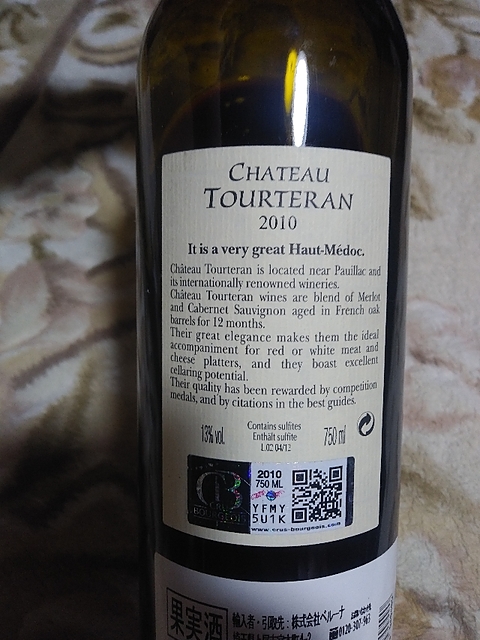 CHATEAU
TOURTERAN
2010
It is a very great Haut-Médoc.
Château Tourteran is located near Pauillac and
its internationally renowned wineries.
Château Tourteran wines are blend of Merlot
and Cabernet Sauvignon aged in French oak
barrels for 12 months.
Their great elegance makes them the ideal
accompaniment for red or white meat and
cheese platters, and they boast excellent
cellaring potential.
Their quality has been rewarded by competition
medals, and by citations in the best guides.
13% vol.
Contains sulfites
Enthält sulfite
L.02 04/12
750 ml
CB
2010
750 ML
YFMY
5U1K
www.crus-bourgeois.com
果実酒
輸入者・引取先：株式会社ベルーナ
0120-307-963